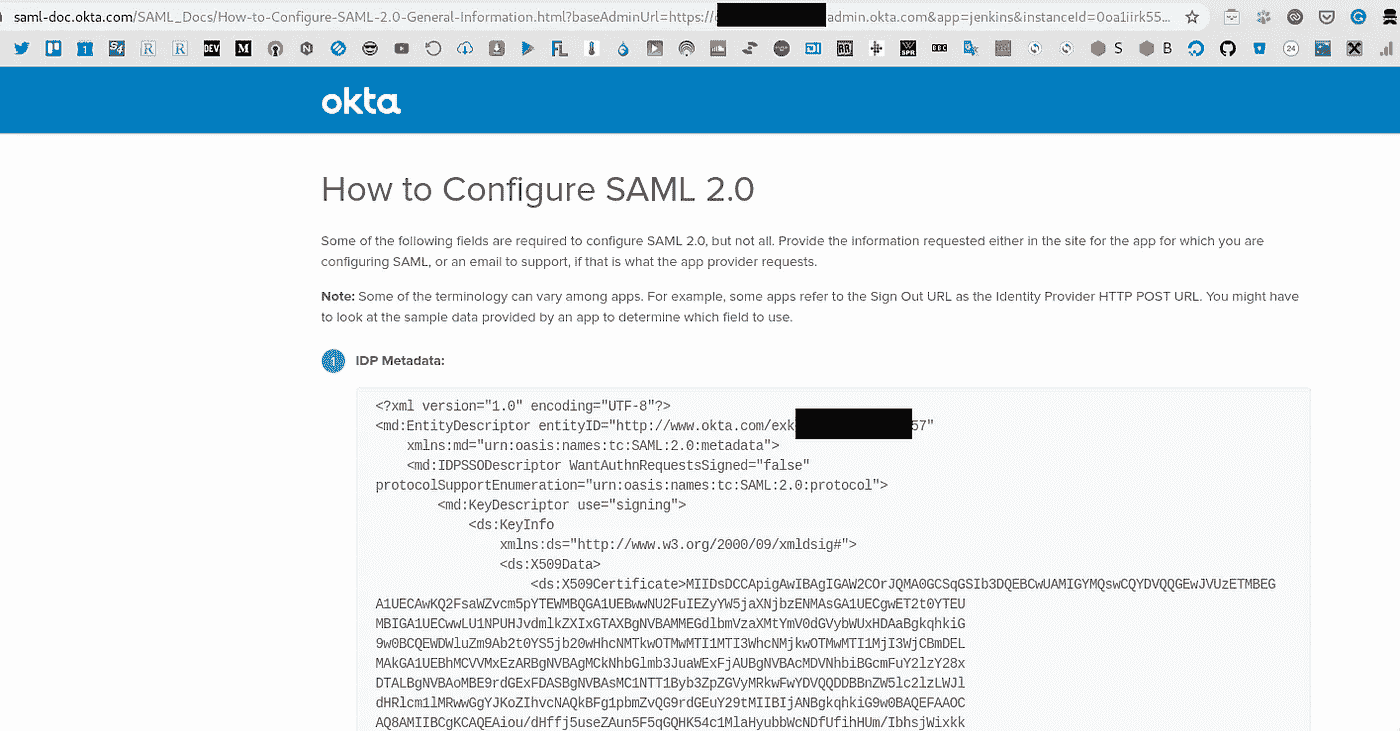 saml-doc.okta.com/SAML_Docs/How-to-Configure-SAML-2.0-General-Information.html?baseAdminUrl=https:// admin.okta.com&app=jenkins&instanceId=0oa1iirk55...
S B 24
okta
How to Configure SAML 2.0
Some of the following fields are required to configure SAML 2.0, but not all. Provide the information requested either in the site for the app for which you are
configuring SAML, or an email to support, if that is what the app provider requests.
Note: Some of the terminology can vary among apps. For example, some apps refer to the Sign Out URL as the Identity Provider HTTP POST URL. You might have
to look at the sample data provided by an app to determine which field to use.
1 IDP Metadata:
<?xml version="1.0" encoding="UTF-8"?>
<md:EntityDescriptor entityID="http://www.okta.com/exk 57"
xmlns:md="urn:oasis:names:tc:SAML:2.0:metadata">
<md:IDPSSODescriptor WantAuthnRequestsSigned="false"
protocolSupportEnumeration="urn:oasis:names:tc:SAML:2.0:protocol">
<md:KeyDescriptor use="signing">
<ds:KeyInfo
xmlns:ds="http://www.w3.org/2000/09/xmldsig#">
<ds:X509Data>
<ds:X509Certificate>MIIDsDCCApigAwIBAgIGAW2COrJQMA0GCSqGSIb3DQEBCwUAMIGYMQswCQYDVQQGEwJVUzETMBEG
A1UECAwKQ2FsaWZvcm5pYTEWMBQGA1UEBwwNU2FuIEZyYW5jaXNjbzENMAsGA1UECgwET2t0YTEU
MBIGA1UECwwLU1NPUHJvdmlkZXIxGTAXBgNVBAMMEGdlbmVzaXMtYmV0dGVybWUxHDAaBgkqhkiG
9w0BCQEWDWluZm9Ab2t0YS5jb20wHhcNMTkwOTMwMTI1MTI3WhcNMjkwOTMwMTI1MjI3WjCBmDEL
MAkGA1UEBhMCVVMxEzARBgNVBAgMCkNhbGlmb3JuaWExFjAUBgNVBAcMDVNhbiBGcmFuY2lzY28x
DTALBgNVBAoMBE9rdGExFDASBgNVBAsMC1NTT1Byb3ZpZGVyMRkwFwYDVQQDDBBnZW5lc2lzLWJl
dHRlcm1lMRwwGgYJKoZIhvcNAQkBFg1pbmZvQG9rdGEuY29tMIIBIjANBgkqhkiG9w0BAQEFAAOC
AQ8AMIIBCgKCAQEAiou/dHffj5useZAun5F5qGQHK54c1MlaHyubbWcNDfUfihHUm/IbhsjWixkk